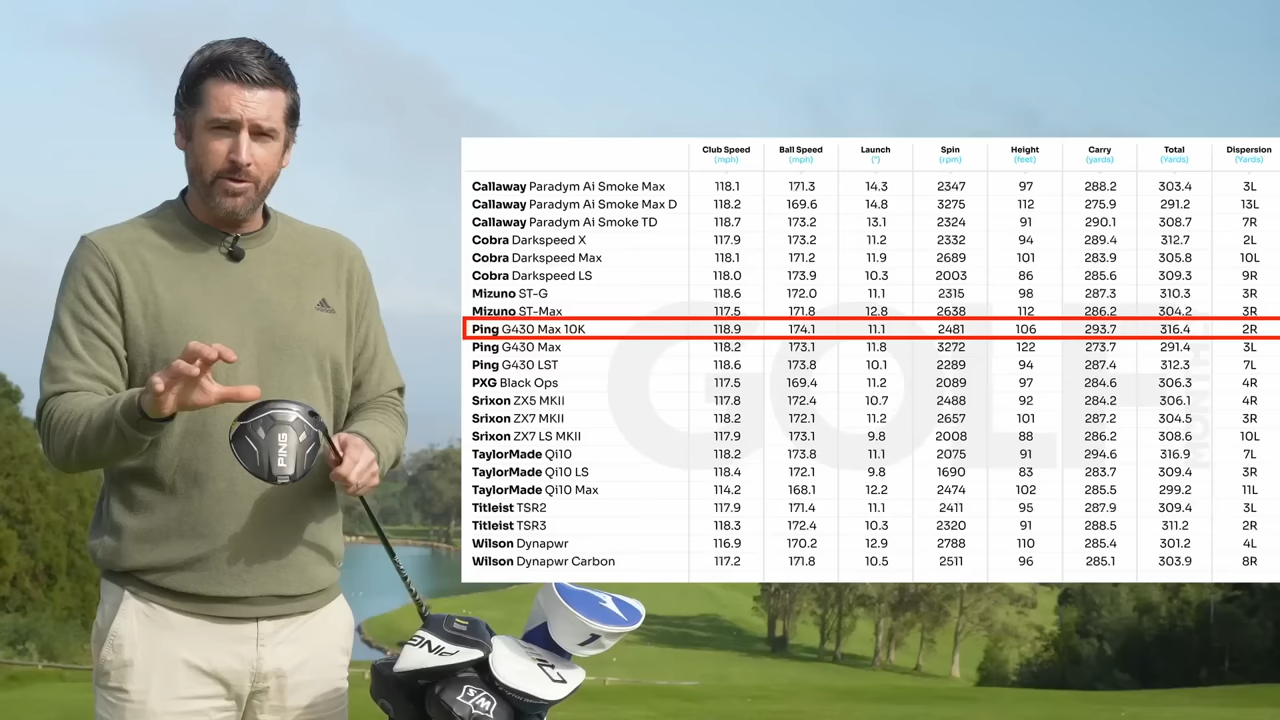 Club Speed Ball Speed Launch Spin Height Carry Total Dispersion
(mph) (mph) (°) (rpm) (feet) (yards) (Yards) (Yards)
Callaway Paradym Ai Smoke Max 118.1 171.3 14.3 2347 97 288.2 303.4 3L
Callaway Paradym Ai Smoke Max D 118.2 169.6 14.8 3275 112 275.9 291.2 13L
Callaway Paradym Ai Smoke TD 118.7 173.2 13.1 2324 91 290.1 308.7 7R
Cobra Darkspeed X 117.9 173.2 11.2 2332 94 289.4 312.7 2L
Cobra Darkspeed Max 118.1 171.2 11.9 2689 101 283.9 305.8 10L
Cobra Darkspeed LS 118.0 173.9 10.3 2003 86 285.6 309.3 9R
Mizuno ST-G 118.6 172.0 11.1 2315 98 287.3 310.3 3R
Mizuno ST-Max 117.5 171.8 12.8 2638 112 286.2 304.2 3R
Ping G430 Max 10K 118.9 174.1 11.1 2481 106 293.7 316.4 2R
Ping G430 Max 118.2 173.1 11.8 3272 122 273.7 291.4 3L
Ping G430 LST 118.6 173.8 10.1 2289 94 287.4 312.3 7L
PXG Black Ops 117.5 169.4 11.2 2089 97 284.6 306.3 4R
Srixon ZX5 MKII 117.8 172.4 10.7 2488 92 284.2 306.1 4R
Srixon ZX7 MKII 118.2 172.1 11.2 2657 101 287.2 304.5 3R
Srixon ZX7 LS MKII 117.9 173.1 9.8 2008 88 286.2 308.6 10L
TaylorMade Qi10 118.2 173.8 11.1 2075 91 294.6 316.9 7L
TaylorMade Qi10 LS 118.4 172.1 9.8 1690 83 283.7 309.4 3R
TaylorMade Qi10 Max 114.2 168.1 12.2 2474 102 285.5 299.2 11L
Titleist TSR2 117.9 171.4 11.1 2411 95 287.9 309.4 3L
Titleist TSR3 118.3 172.4 10.3 2320 91 288.5 311.2 2R
Wilson Dynapwr 116.9 170.2 12.9 2788 110 285.4 301.2 4L
Wilson Dynapwr Carbon 117.2 171.8 10.5 2511 96 285.1 303.9 8R
GOLF
MONTHLY
PING
PING
1
W/S